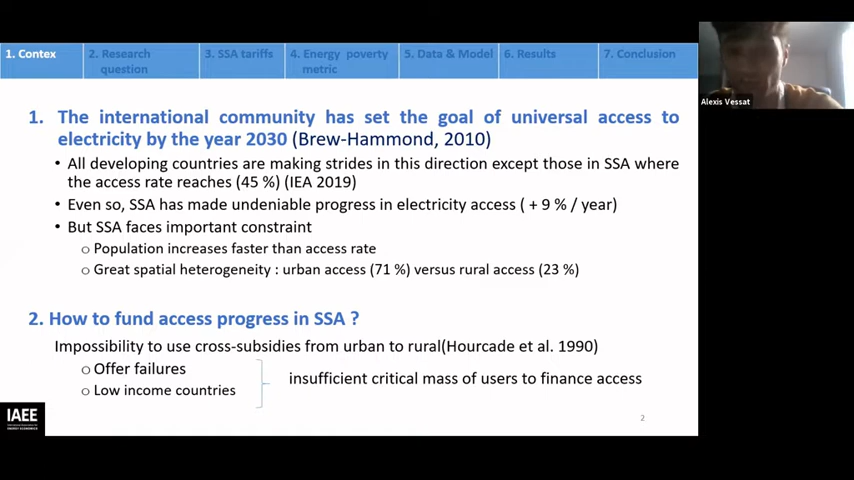 1. Contex
2. Research
question
3. SSA tariffs
4. Energy poverty
metric
5. Data & Model
6. Results
7. Conclusion
Alexis Vessat
1. The international community has set the goal of universal access to
electricity by the year 2030 (Brew-Hammond, 2010)
• All developing countries are making strides in this direction except those in SSA where
the access rate reaches (45 %) (IEA 2019)
• Even so, SSA has made undeniable progress in electricity access ( + 9 % / year)
• But SSA faces important constraint
o Population increases faster than access rate
o Great spatial heterogeneity : urban access (71 %) versus rural access (23 %)
2. How to fund access progress in SSA ?
Impossibility to use cross-subsidies from urban to rural(Hourcade et al. 1990)
o Offer failures
o Low income countries
insufficient critical mass of users to finance access
IAEE
2